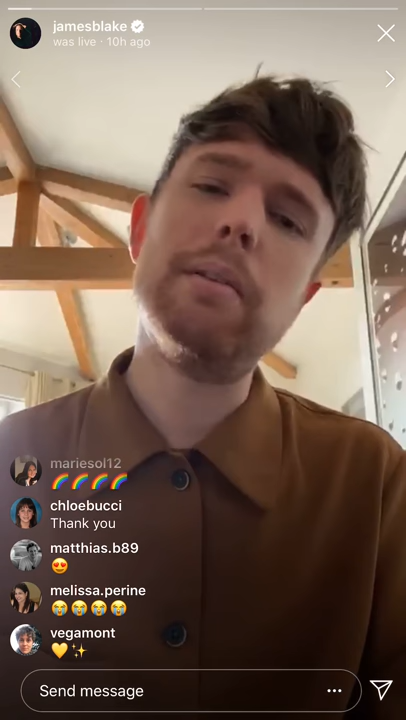 jamesblake
was live · 10h ago
mariesol12
🌈🌈🌈🌈
chloebucci
Thank you
matthias.b89
😍
melissa.perine
😭😭😭😭
vegamont
💛✨
Send message